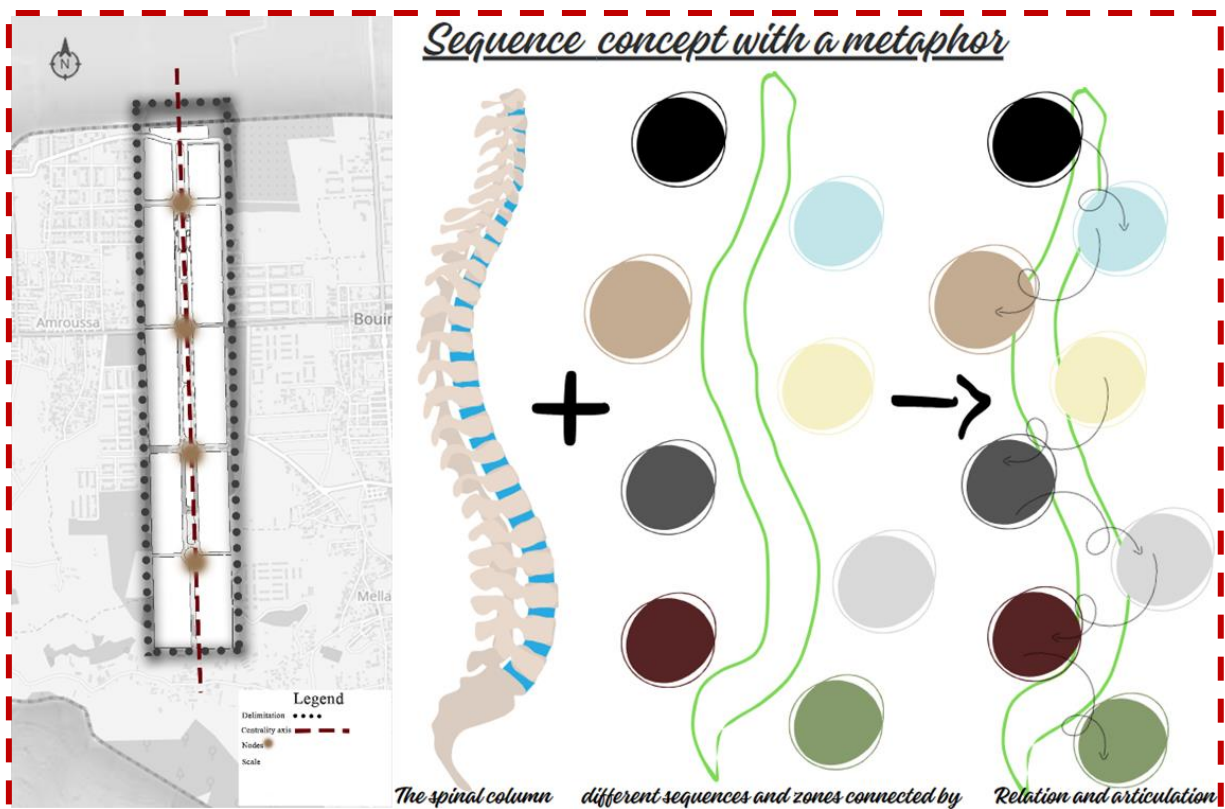 Sequence concept with a metaphor
N
Amroussa
Bouir
Mella
Legend
Delimitation
Centrality axis
Nodes
Scale
The spinal column
different sequences and zones connected by
Relation and articulation